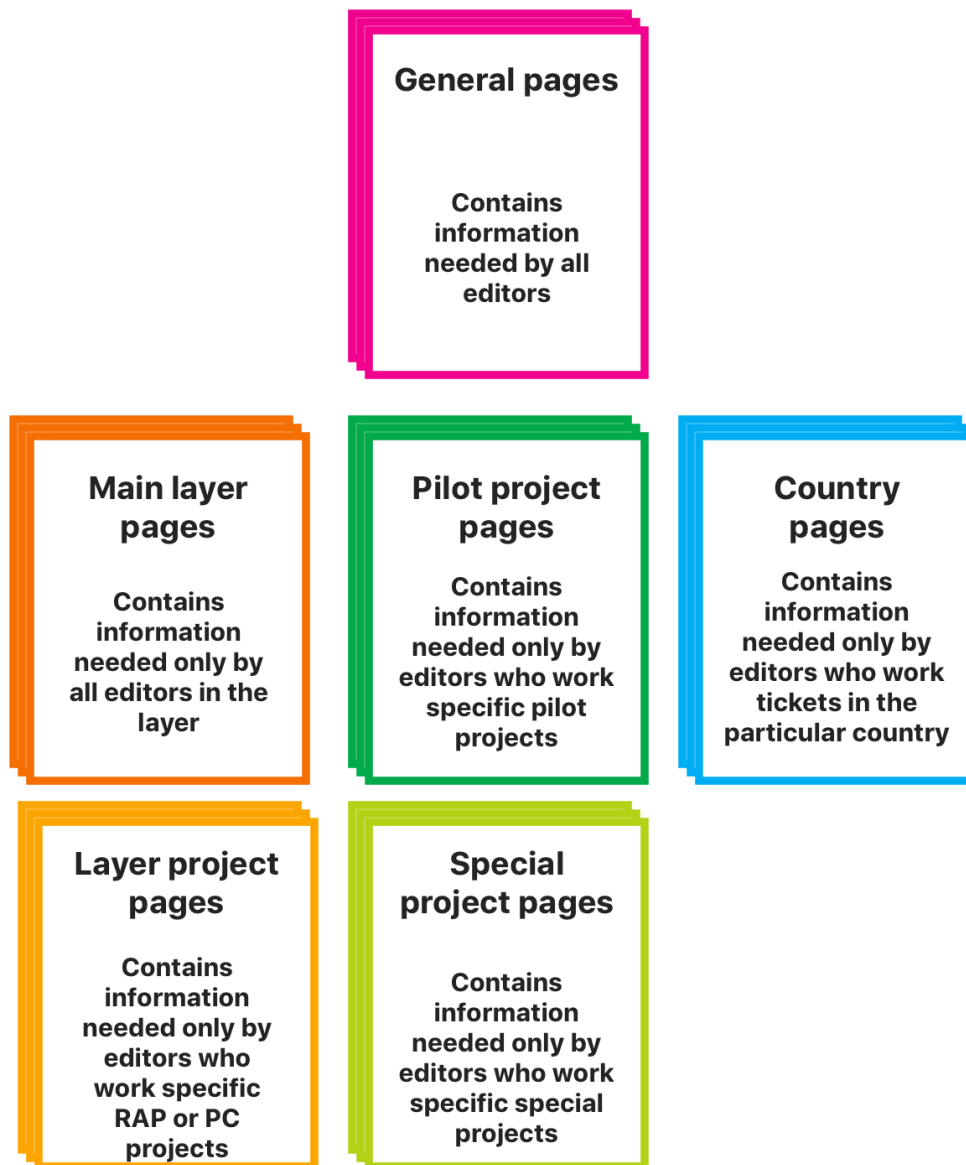 General pages
Contains
information
needed by all
editors
Main layer
pages
Contains
information
needed only by
all editors in the
layer
Pilot project
pages
Contains
information
needed only by
editors who work
specific pilot
projects
Country
pages
Contains
information
needed only by
editors who work
tickets in the
particular country
Layer project
pages
Contains
information
needed only by
editors who
work specific
RAP or PC
projects
Special
project pages
Contains
information
needed only by
editors who work
specific special
projects